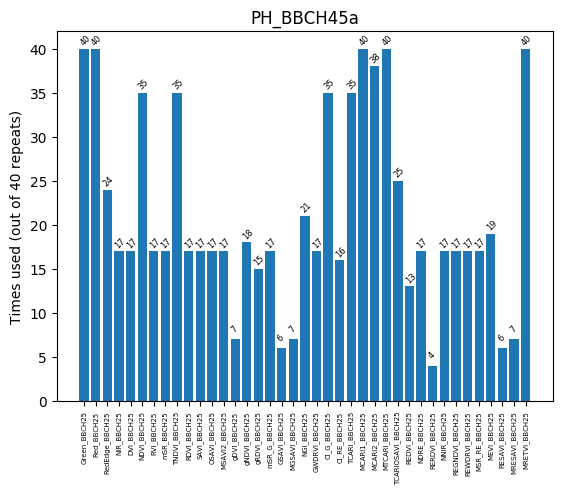 PH_BBCH45a
Times used (out of 40 repeats)
40
35
30
25
20
15
10
5
0
40
40
24
17
17
35
17
17
35
17
17
17
17
7
18
15
17
6
7
21
17
35
16
35
40
38
40
25
13
17
4
17
17
17
17
19
6
7
40
Green_BBCH25
Red_BBCH25
RedEdge_BBCH25
NIR_BBCH25
DVI_BBCH25
NDVI_BBCH25
RVI_BBCH25
mSR_BBCH25
TNDVI_BBCH25
RDVI_BBCH25
SAVI_BBCH25
OSAVI_BBCH25
MSAVI2_BBCH25
gDVI_BBCH25
gNDVI_BBCH25
gRDVI_BBCH25
mSR_G_BBCH25
GSAVI_BBCH25
MGSAVI_BBCH25
NGI_BBCH25
GWDRVI_BBCH25
CI_G_BBCH25
CI_RE_BBCH25
TCARI_BBCH25
MCARI1_BBCH25
MCARI2_BBCH25
MTCARI_BBCH25
TCARIOSAVI_BBCH25
REDVI_BBCH25
NDRE_BBCH25
RERDVI_BBCH25
NNIR_BBCH25
REGNDVI_BBCH25
REWDRVI_BBCH25
MSR_RE_BBCH25
MEVI_BBCH25
RESAVI_BBCH25
MRESAVI_BBCH25
MRETVI_BBCH25